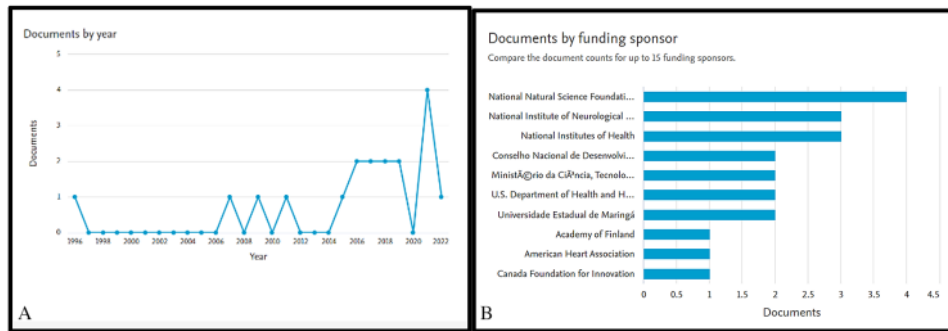 Documents by year
5
4
3
2
1
0
Documents
1996 1998 2000 2002 2004 2006 2008 2010 2012 2014 2016 2018 2020 2022
Year
A
Documents by funding sponsor
Compare the document counts for up to 15 funding sponsors.
National Natural Science Foundati...
National Institute of Neurological ...
National Institutes of Health
Conselho Nacional de Desenvolvi...
MinistÃ©rio da CiÃªncia, Tecnolo...
U.S. Department of Health and H...
Universidade Estadual de Maringá
Academy of Finland
American Heart Association
Canada Foundation for Innovation
0 0.5 1 1.5 2 2.5 3 3.5 4 4.5
Documents
B